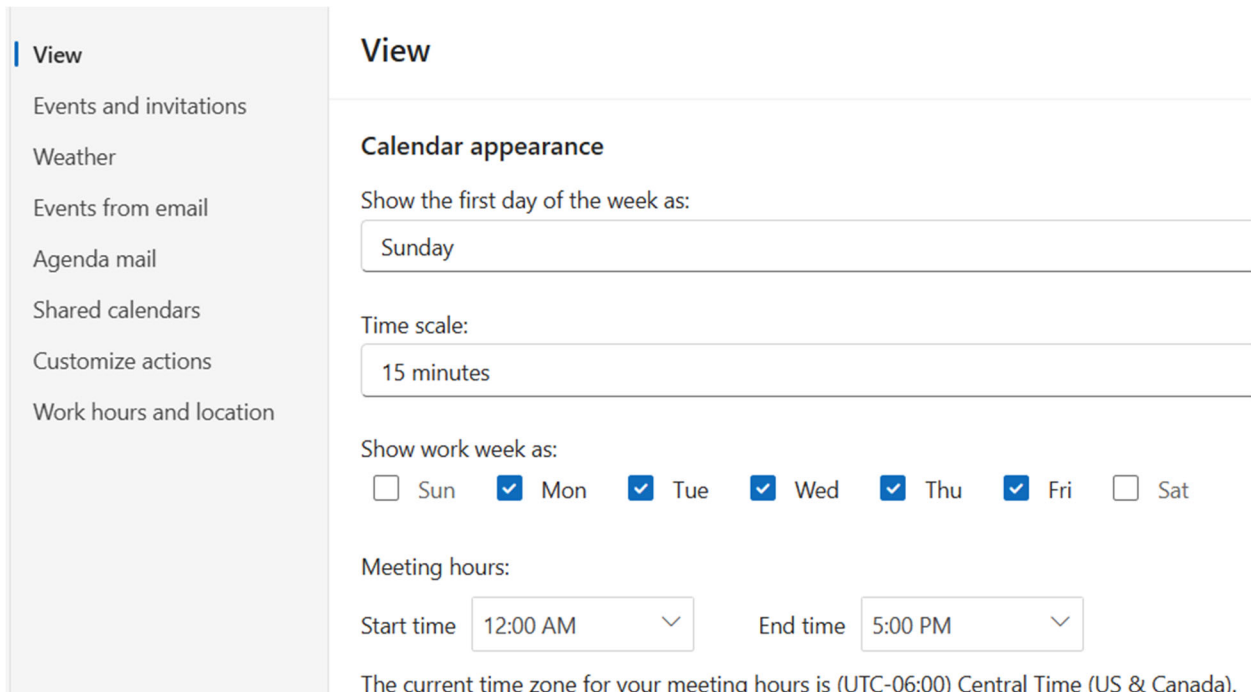 View
Events and invitations
Weather
Events from email
Agenda mail
Shared calendars
Customize actions
Work hours and location
View
Calendar appearance
Show the first day of the week as:
Sunday
Time scale:
15 minutes
Show work week as:
Sun Mon Tue Wed Thu Fri Sat
Meeting hours:
Start time 12:00 AM End time 5:00 PM
The current time zone for your meeting hours is (UTC-06:00) Central Time (US & Canada).